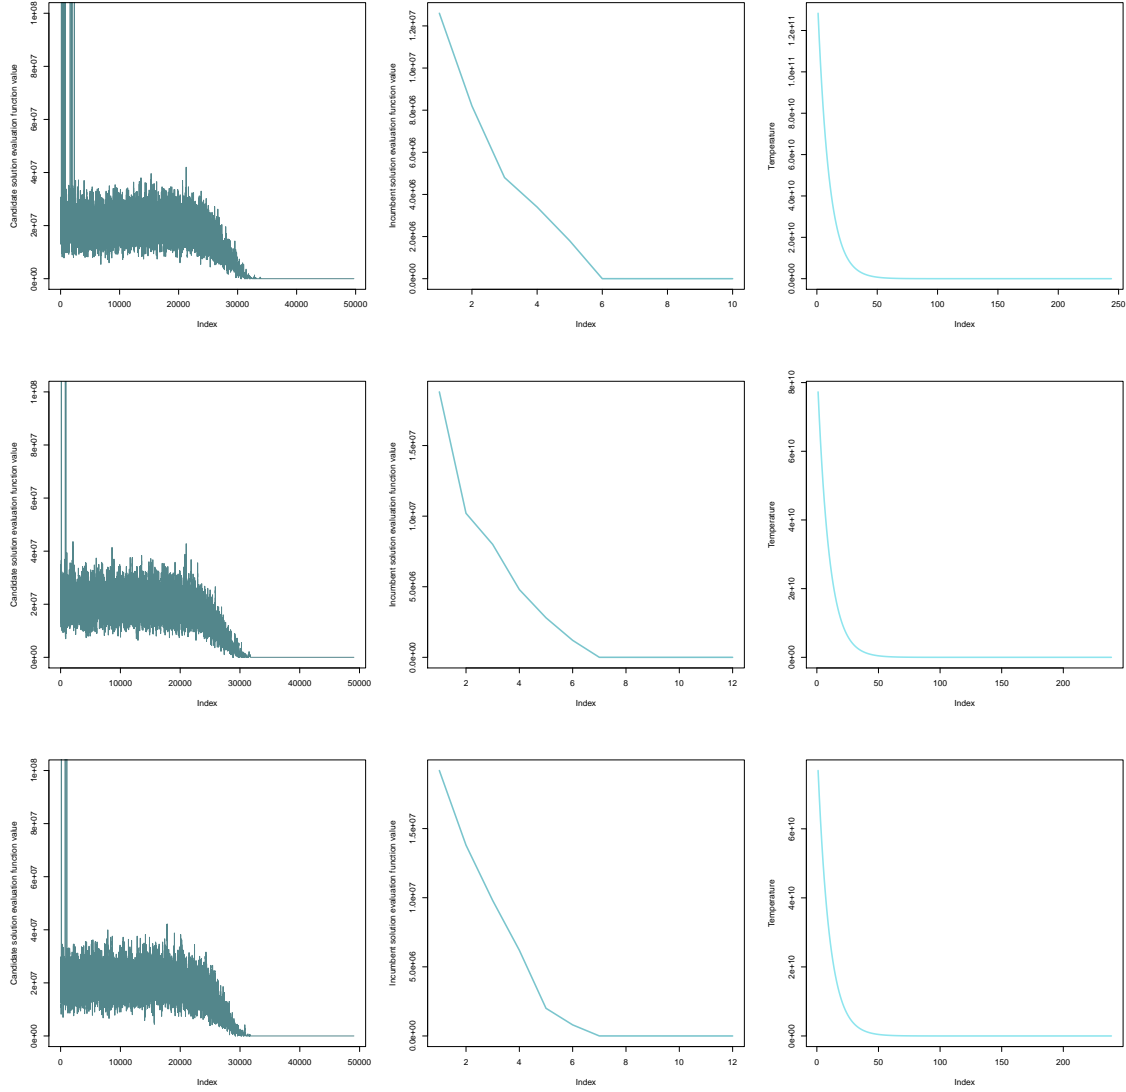 Candidate solution evaluation function value
0e+00 2e+07 4e+07 6e+07 8e+07 1e+08
0 10000 20000 30000 40000 50000
Index
Incumbent solution evaluation function value
0.0e+00 2.0e+06 4.0e+06 6.0e+06 8.0e+06 1.0e+07 1.2e+07
2 4 6 8 10
Index
Temperature
0.0e+00 2.0e+10 4.0e+10 6.0e+10 8.0e+10 1.0e+11 1.2e+11
0 50 100 150 200 250
Index
Candidate solution evaluation function value
0e+00 2e+07 4e+07 6e+07 8e+07 1e+08
0 10000 20000 30000 40000 50000
Index
Incumbent solution evaluation function value
0.0e+00 5.0e+06 1.0e+07 1.5e+07
2 4 6 8 10 12
Index
Temperature
0e+00 2e+10 4e+10 6e+10 8e+10
0 50 100 150 200
Index
Candidate solution evaluation function value
0e+00 2e+07 4e+07 6e+07 8e+07 1e+08
0 10000 20000 30000 40000 50000
Index
Incumbent solution evaluation function value
0.0e+00 5.0e+06 1.0e+07 1.5e+07
2 4 6 8 10 12
Index
Temperature
0e+00 2e+10 4e+10 6e+10
0 50 100 150 200
Index